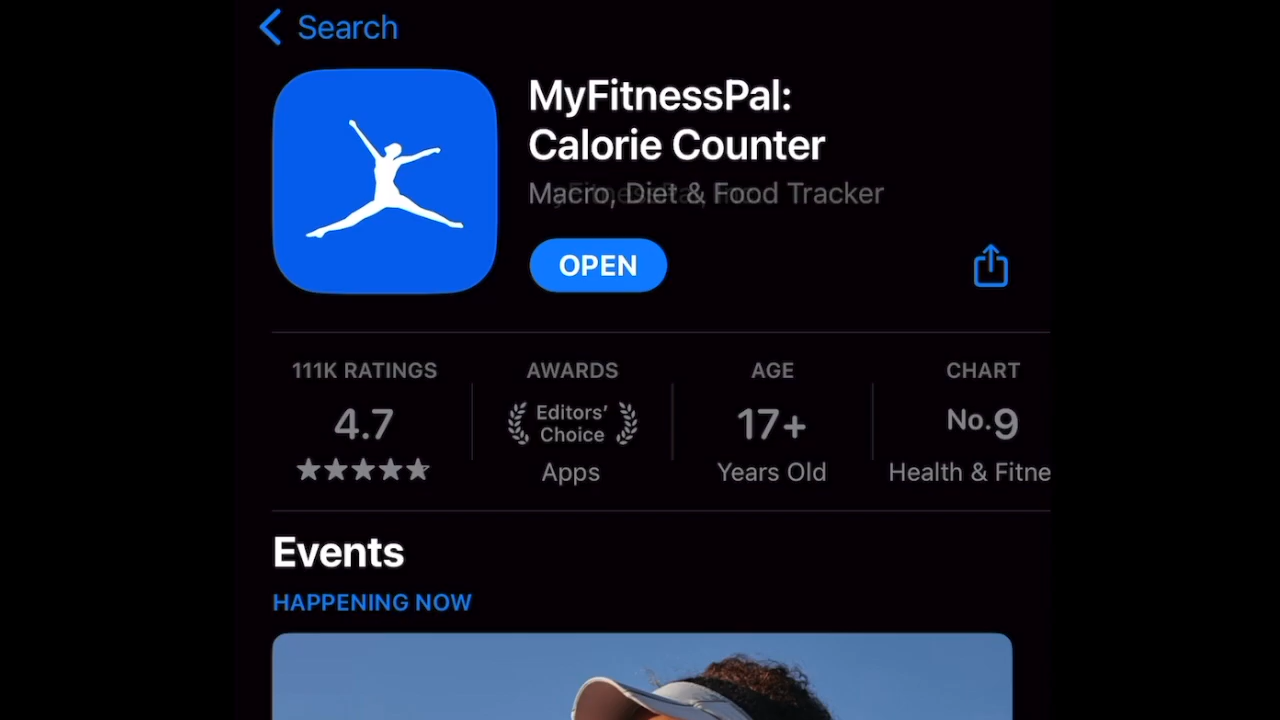 Search
MyFitnessPal:
Calorie Counter
Macro, Diet & Food Tracker
OPEN
111K RATINGS
4.7
AWARDS
Editors'
Choice
Apps
AGE
17+
Years Old
CHART
No.9
Health & Fitne
Events
HAPPENING NOW